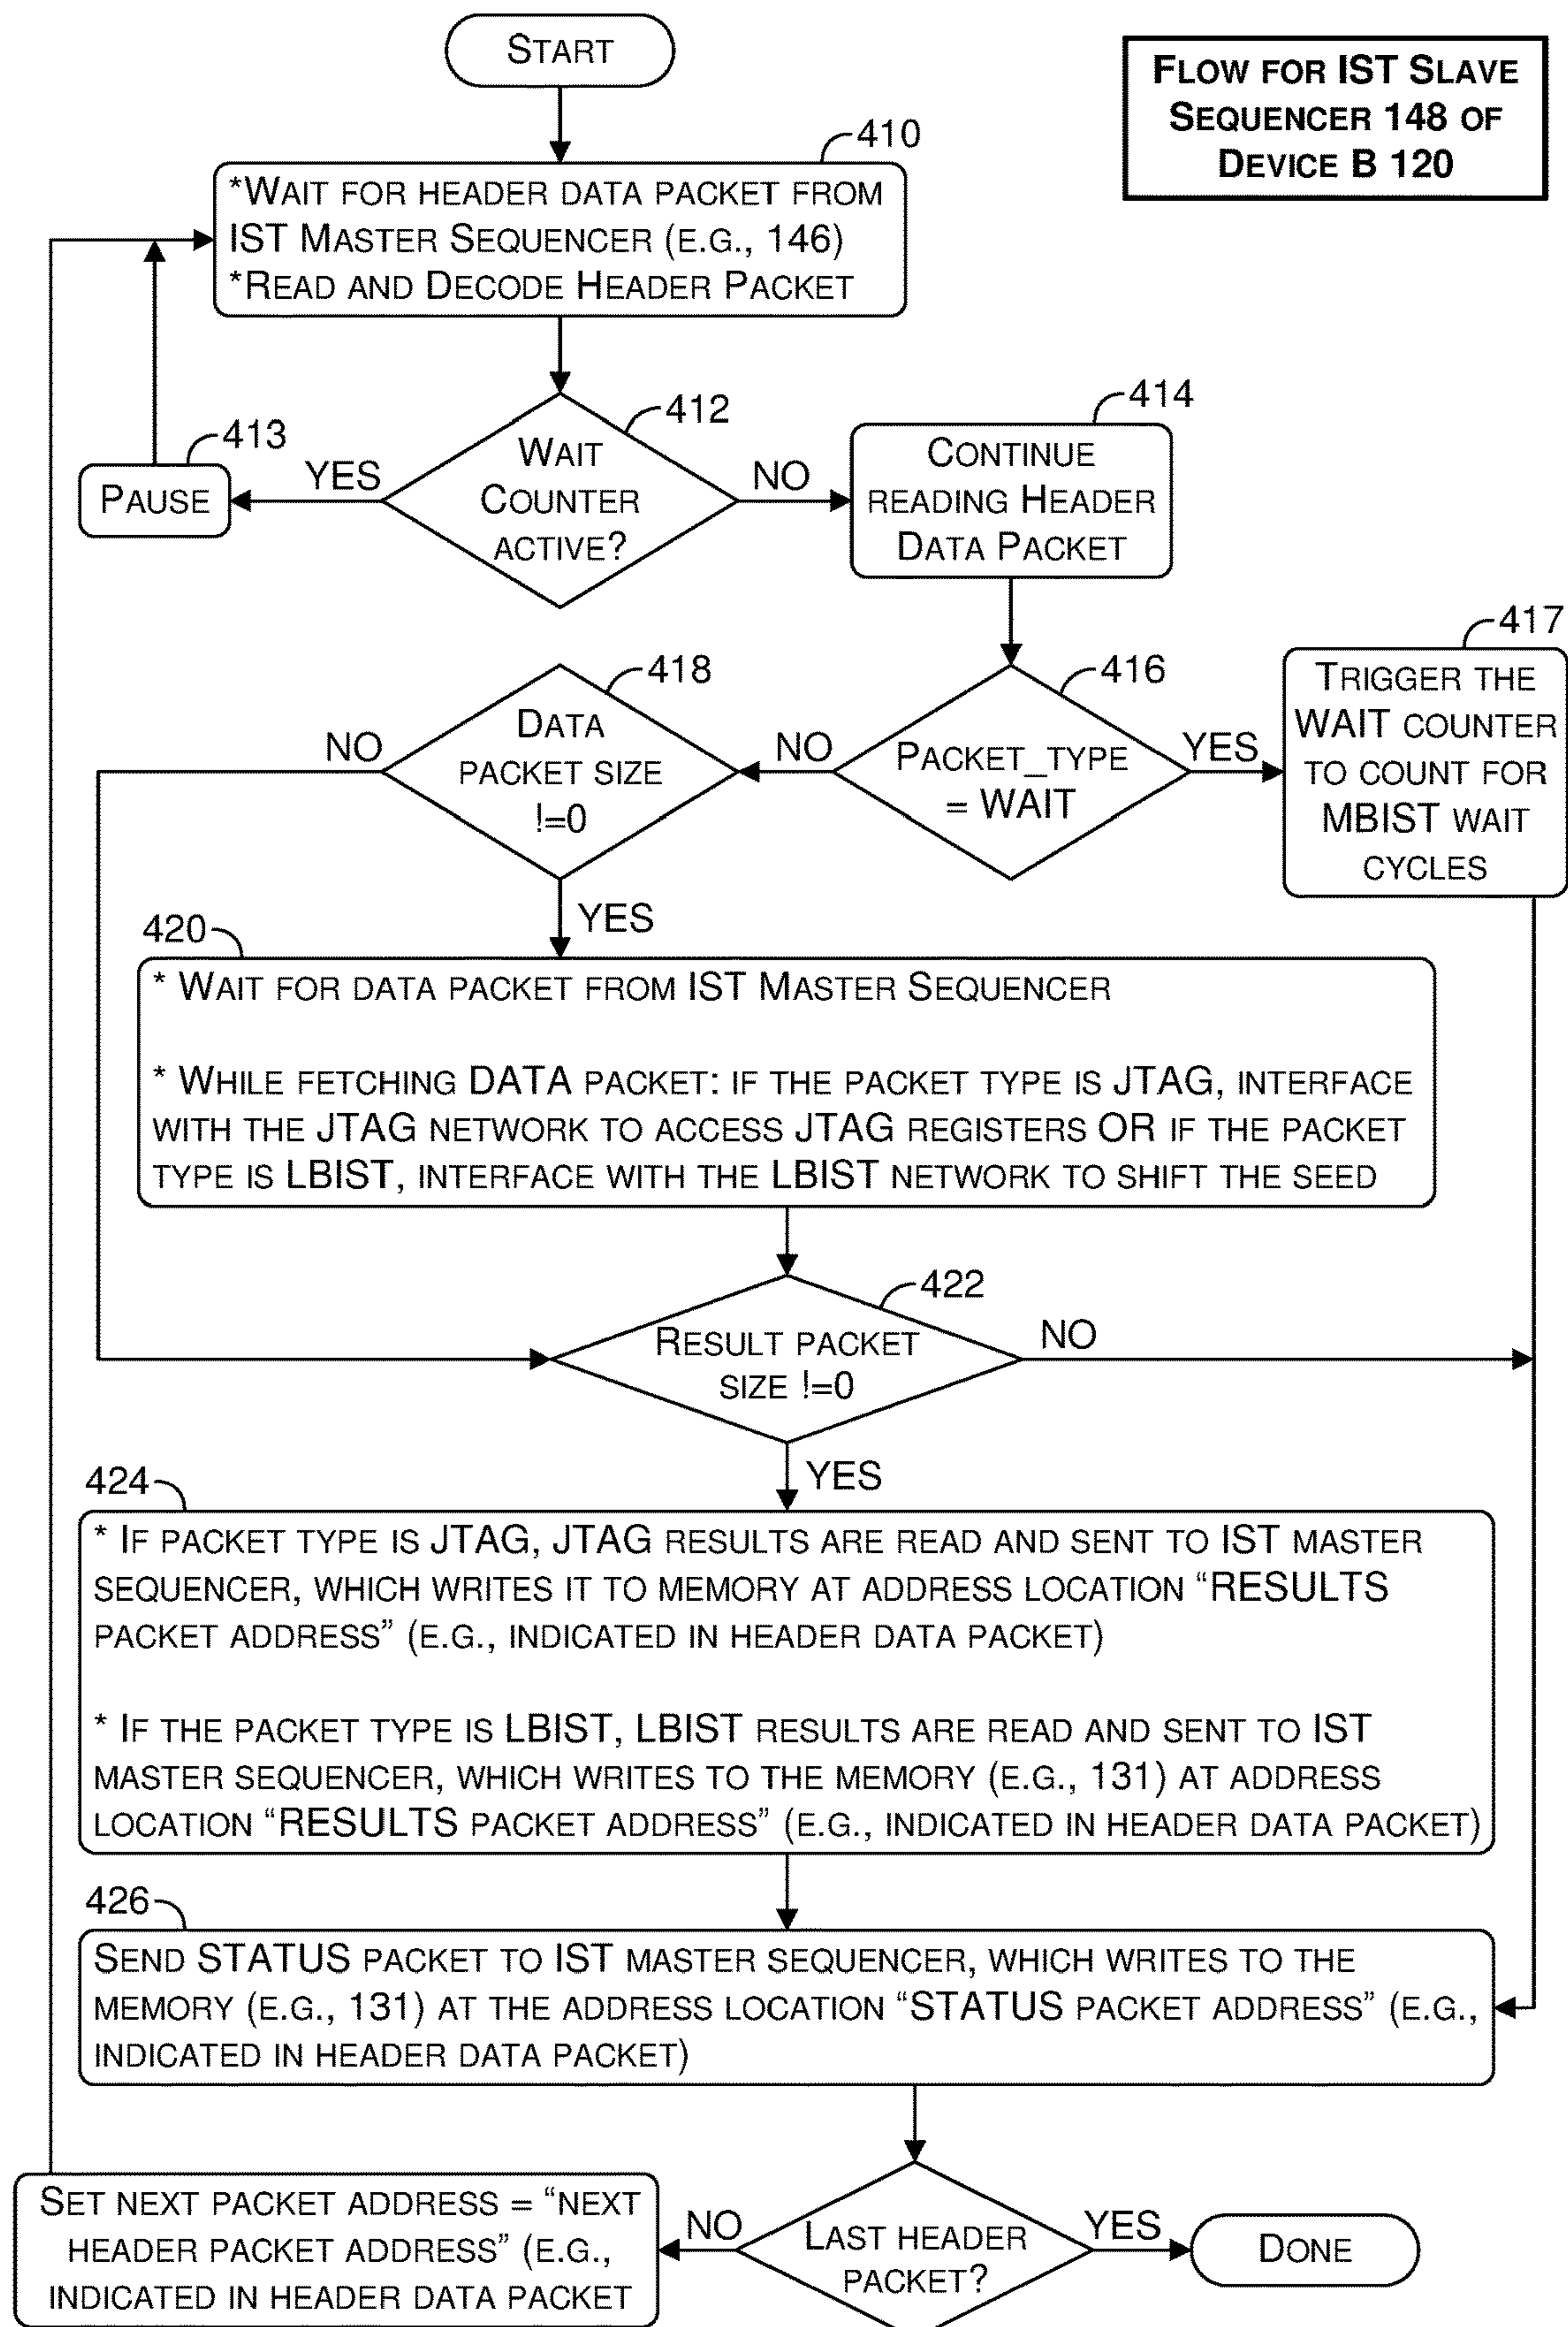 START
FLOW FOR IST SLAVE
SEQUENCER 148 OF
DEVICE B 120
410
*WAIT FOR HEADER DATA PACKET FROM
IST MASTER SEQUENCER (E.G., 146)
*READ AND DECODE HEADER PACKET
412
WAIT
COUNTER
ACTIVE?
YES
NO
413
PAUSE
414
CONTINUE
READING HEADER
DATA PACKET
416
PACKET_TYPE
= WAIT
NO
YES
417
TRIGGER THE
WAIT COUNTER
TO COUNT FOR
MBIST WAIT
CYCLES
418
DATA
PACKET SIZE
!=0
NO
YES
420
* WAIT FOR DATA PACKET FROM IST MASTER SEQUENCER
* WHILE FETCHING DATA PACKET: IF THE PACKET TYPE IS JTAG, INTERFACE
WITH THE JTAG NETWORK TO ACCESS JTAG REGISTERS OR IF THE PACKET
TYPE IS LBIST, INTERFACE WITH THE LBIST NETWORK TO SHIFT THE SEED
422
RESULT PACKET
SIZE !=0
NO
YES
424
* IF PACKET TYPE IS JTAG, JTAG RESULTS ARE READ AND SENT TO IST MASTER
SEQUENCER, WHICH WRITES IT TO MEMORY AT ADDRESS LOCATION “RESULTS
PACKET ADDRESS” (E.G., INDICATED IN HEADER DATA PACKET)
* IF THE PACKET TYPE IS LBIST, LBIST RESULTS ARE READ AND SENT TO IST
MASTER SEQUENCER, WHICH WRITES TO THE MEMORY (E.G., 131) AT ADDRESS
LOCATION “RESULTS PACKET ADDRESS” (E.G., INDICATED IN HEADER DATA PACKET)
426
SEND STATUS PACKET TO IST MASTER SEQUENCER, WHICH WRITES TO THE
MEMORY (E.G., 131) AT THE ADDRESS LOCATION “STATUS PACKET ADDRESS” (E.G.,
INDICATED IN HEADER DATA PACKET)
LAST HEADER
PACKET?
NO
YES
SET NEXT PACKET ADDRESS = “NEXT
HEADER PACKET ADDRESS” (E.G.,
INDICATED IN HEADER DATA PACKET
DONE